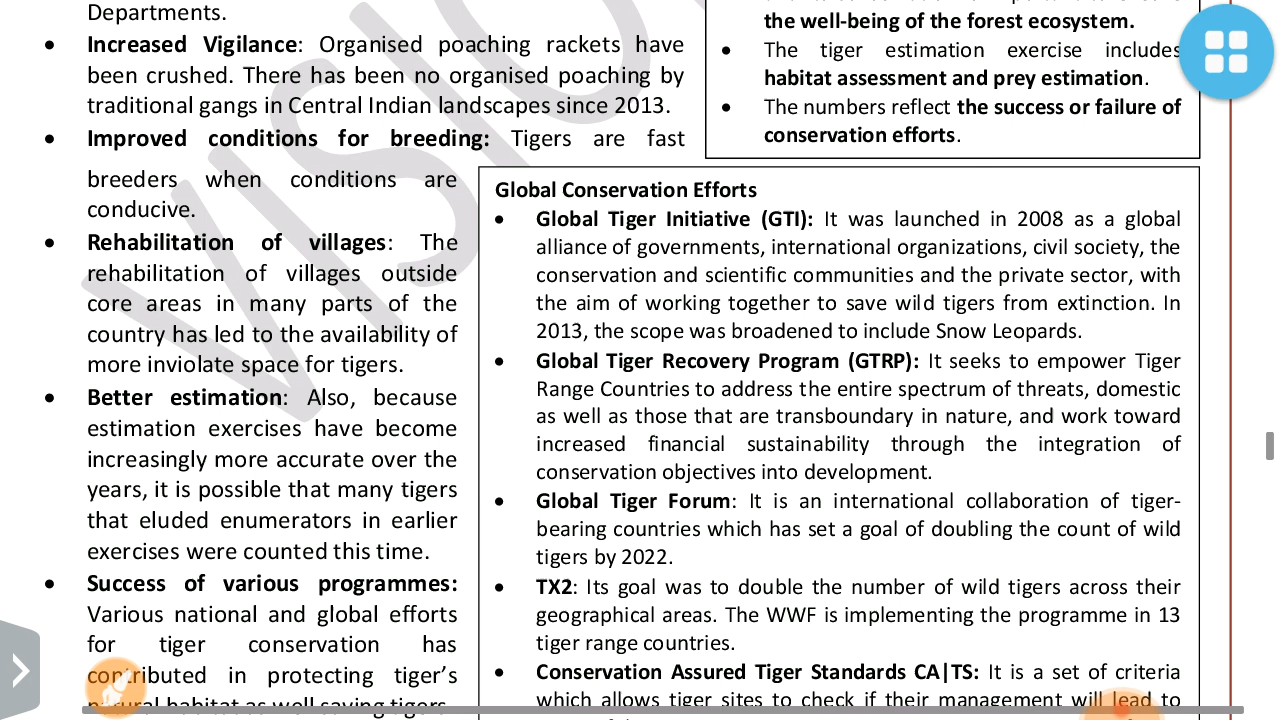 Departments.
• Increased Vigilance: Organised poaching rackets have
been crushed. There has been no organised poaching by
traditional gangs in Central Indian landscapes since 2013.
• Improved conditions for breeding: Tigers are fast
breeders when conditions are
conducive.
• Rehabilitation of villages: The
rehabilitation of villages outside
core areas in many parts of the
country has led to the availability of
more inviolate space for tigers.
• Better estimation: Also, because
estimation exercises have become
increasingly more accurate over the
years, it is possible that many tigers
that eluded enumerators in earlier
exercises were counted this time.
• Success of various programmes:
Various national and global efforts
for tiger conservation has
contributed in protecting tiger's
natural habitat as well saving tigers
the well-being of the forest ecosystem.
• The tiger estimation exercise includes
habitat assessment and prey estimation.
• The numbers reflect the success or failure of
conservation efforts.
Global Conservation Efforts
• Global Tiger Initiative (GTI): It was launched in 2008 as a global
alliance of governments, international organizations, civil society, the
conservation and scientific communities and the private sector, with
the aim of working together to save wild tigers from extinction. In
2013, the scope was broadened to include Snow Leopards.
• Global Tiger Recovery Program (GTRP): It seeks to empower Tiger
Range Countries to address the entire spectrum of threats, domestic
as well as those that are transboundary in nature, and work toward
increased financial sustainability through the integration of
conservation objectives into development.
• Global Tiger Forum: It is an international collaboration of tiger-
bearing countries which has set a goal of doubling the count of wild
tigers by 2022.
• TX2: Its goal was to double the number of wild tigers across their
geographical areas. The WWF is implementing the programme in 13
tiger range countries.
• Conservation Assured Tiger Standards CA|TS: It is a set of criteria
which allows tiger sites to check if their management will lead to